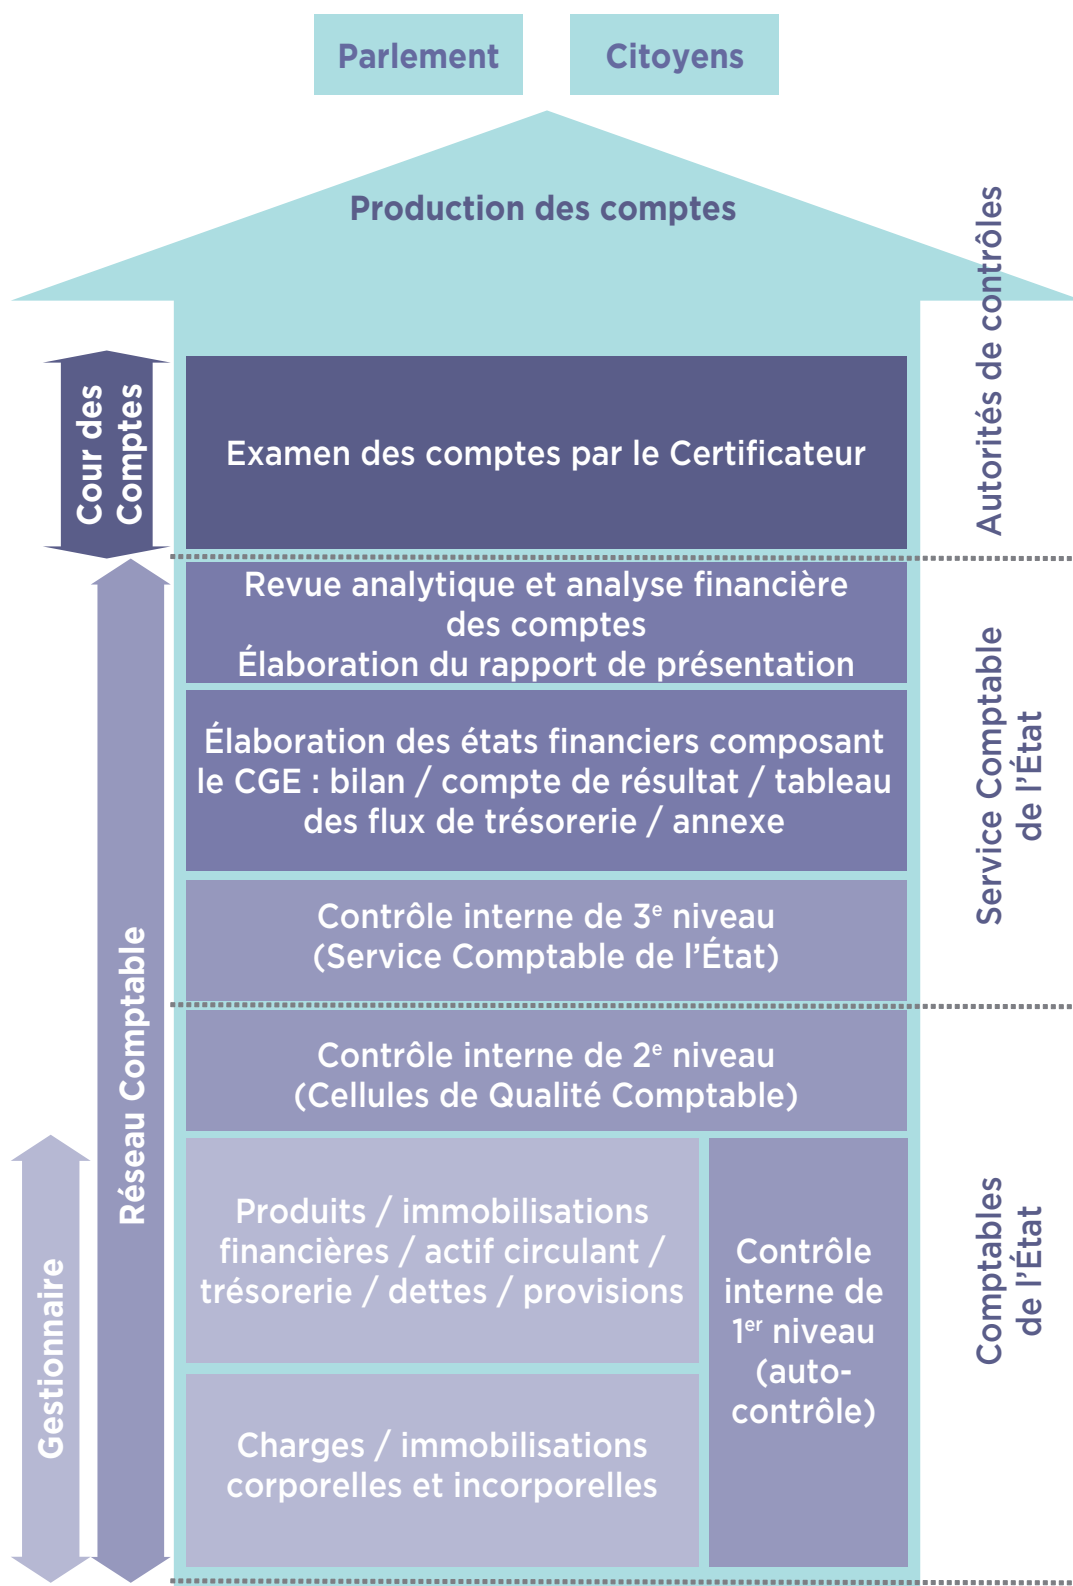 Parlement
Citoyens
Production des comptes
Autorités de contrôles
Cour des
Comptes
Examen des comptes par le Certificateur
Revue analytique et analyse financière
des comptes
Élaboration du rapport de présentation
Service Comptable
de l’État
Élaboration des états financiers composant
le CGE : bilan / compte de résultat / tableau
des flux de trésorerie / annexe
Contrôle interne de 3e niveau
(Service Comptable de l’État)
Réseau Comptable
Contrôle interne de 2e niveau
(Cellules de Qualité Comptable)
Gestionnaire
Produits / immobilisations
financières / actif circulant /
trésorerie / dettes / provisions
Contrôle
interne de
1er niveau
(auto-
contrôle)
Comptables
de l’État
Charges / immobilisations
corporelles et incorporelles